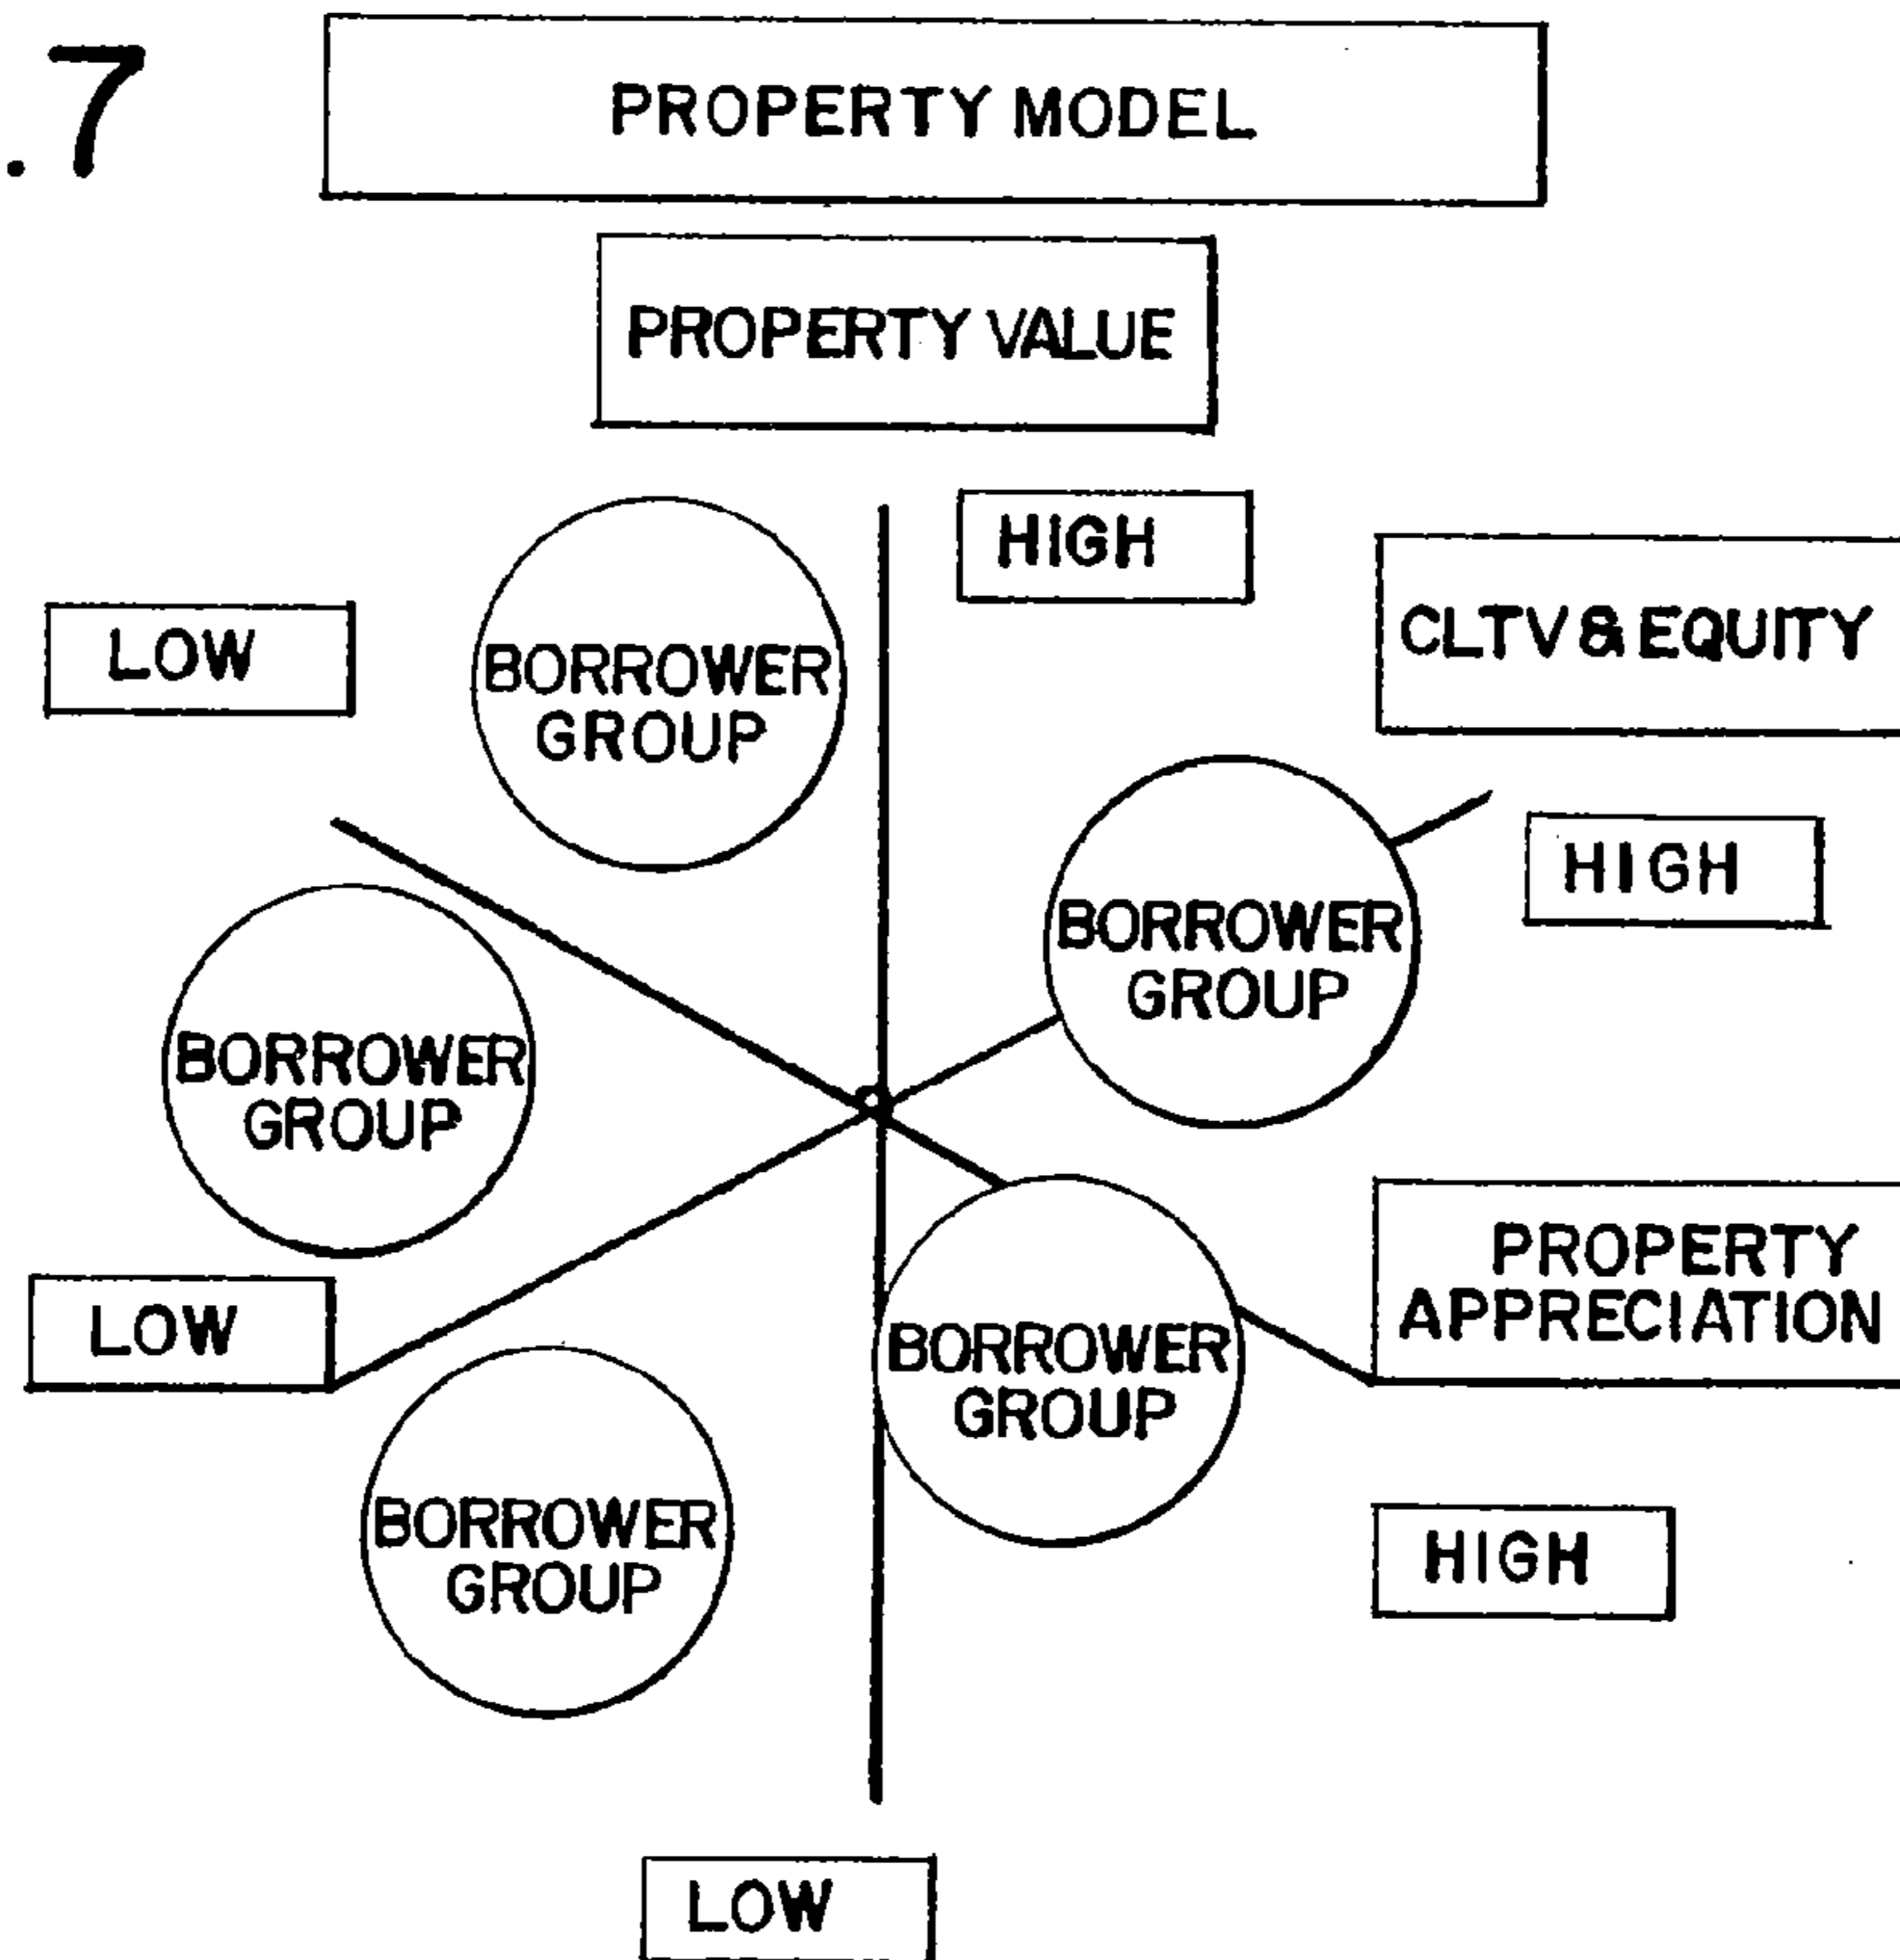 .7
PROPERTY MODEL
PROPERTY VALUE
HIGH
CLTV & EQUITY
LOW
BORROWER
GROUP
HIGH
BORROWER
GROUP
BORROWER
GROUP
PROPERTY
APPRECIATION
LOW
BORROWER
GROUP
BORROWER
GROUP
HIGH
LOW